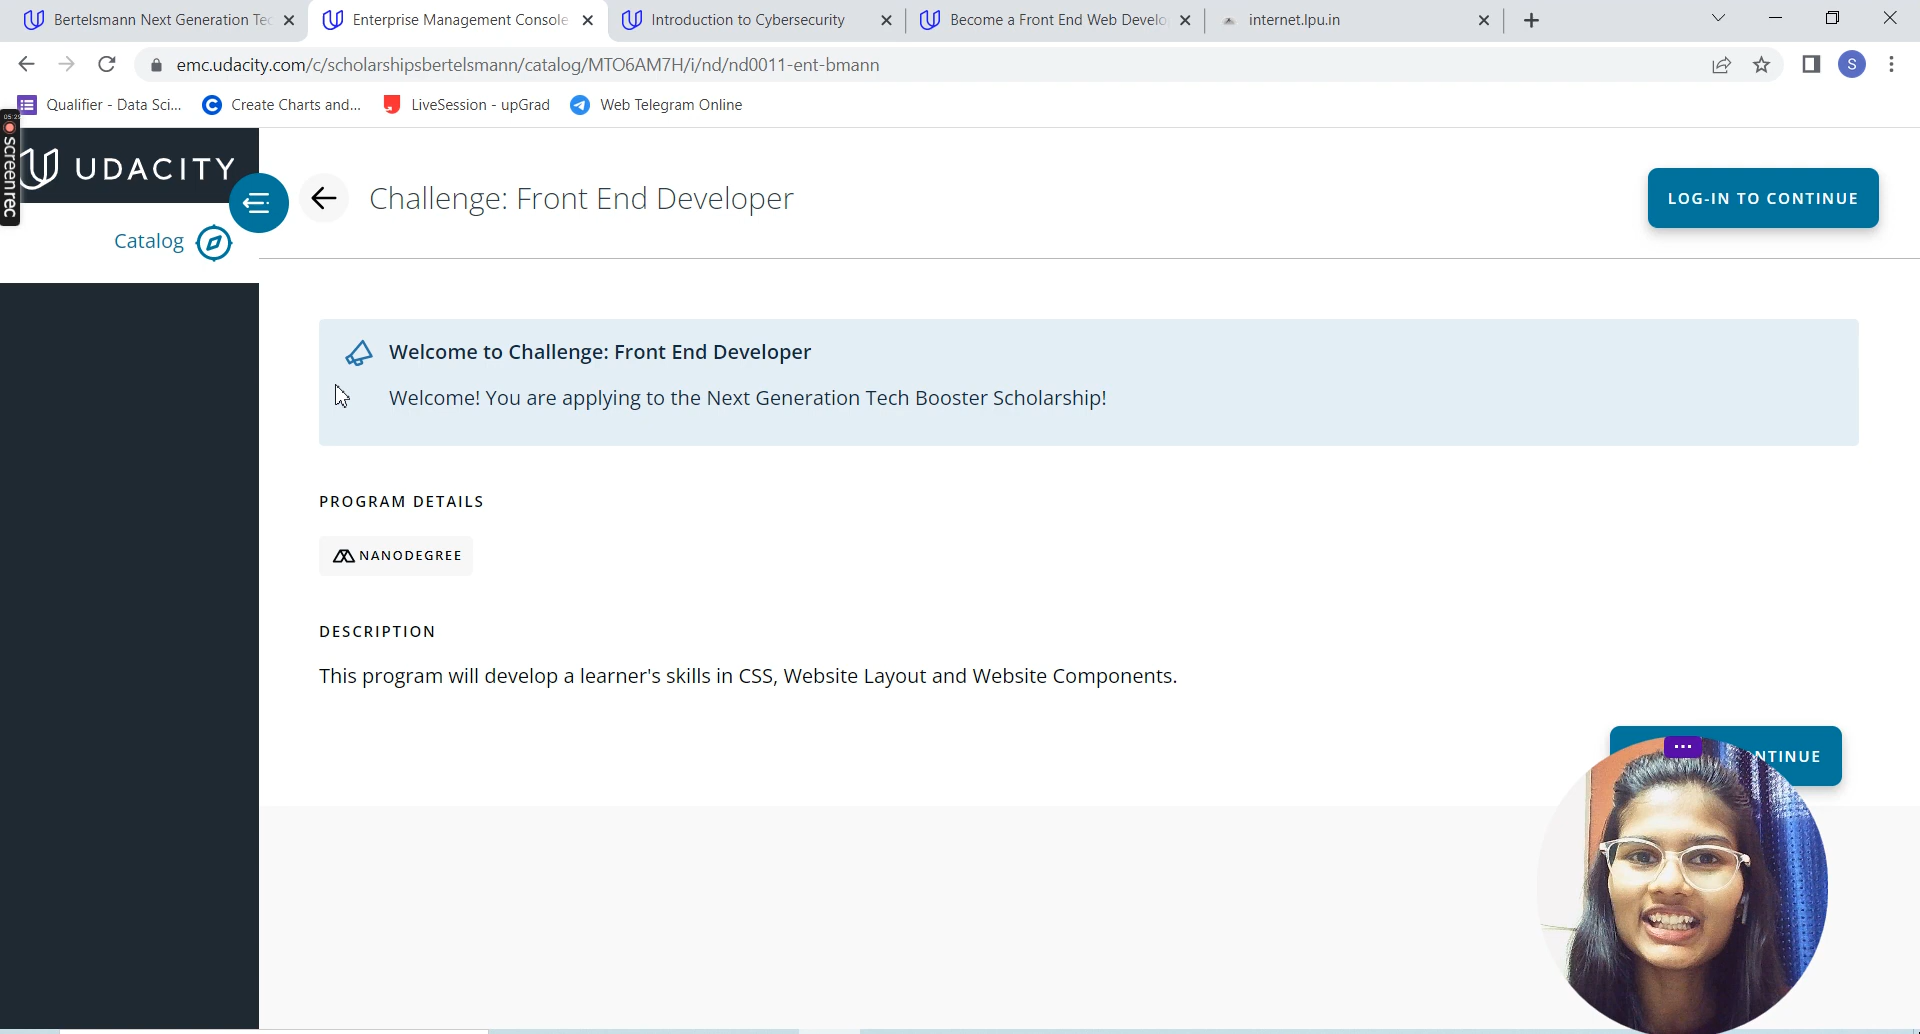 Bertelsmann Next Generation Tec
Enterprise Management Console
Introduction to Cybersecurity
Become a Front End Web Develo
internet.lpu.in
emc.udacity.com/c/scholarshipsbertelsmann/catalog/MTO6AM7H/i/nd/nd0011-ent-bmann
S
Qualifier - Data Sci...
Create Charts and...
LiveSession - upGrad
Web Telegram Online
screenrec
UDACITY
Catalog
Challenge: Front End Developer
LOG-IN TO CONTINUE
Welcome to Challenge: Front End Developer
Welcome! You are applying to the Next Generation Tech Booster Scholarship!
PROGRAM DETAILS
NANODEGREE
DESCRIPTION
This program will develop a learner's skills in CSS, Website Layout and Website Components.
NTINUE